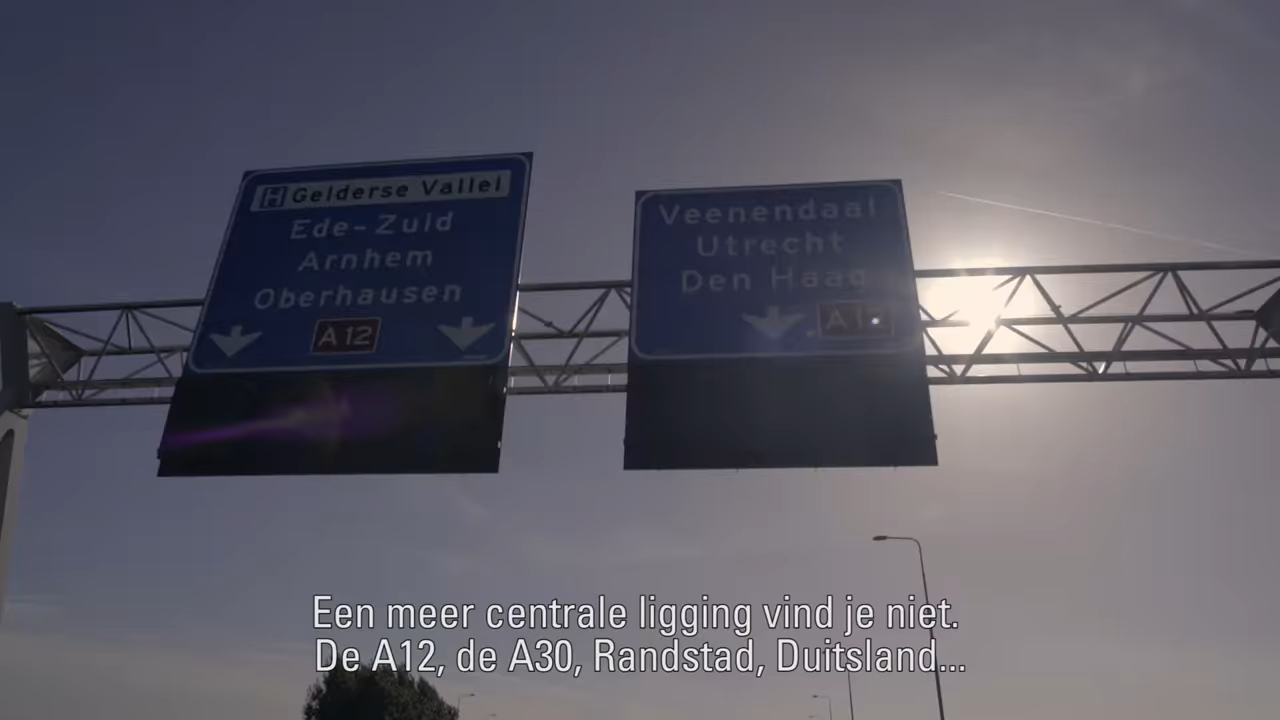 H Gelderse Vallei
Ede-Zuid
Arnhem
Oberhausen
A12
Veenendaal
Utrecht
Den Haag
A12
Een meer centrale ligging vind je niet.
De A12, de A30, Randstad, Duitsland...